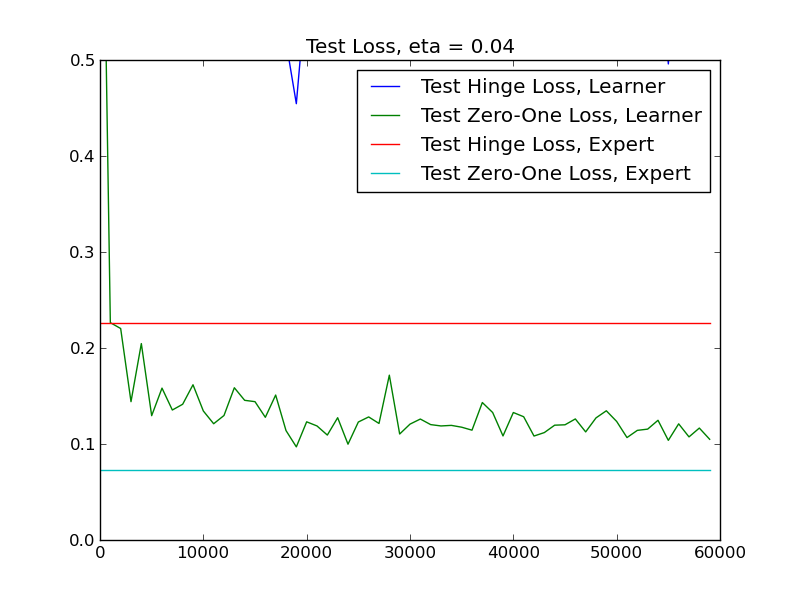 Test Loss, eta = 0.04
0.5
0.4
0.3
0.2
0.1
0.0
Test Hinge Loss, Learner
Test Zero-One Loss, Learner
Test Hinge Loss, Expert
Test Zero-One Loss, Expert
0 10000 20000 30000 40000 50000 60000